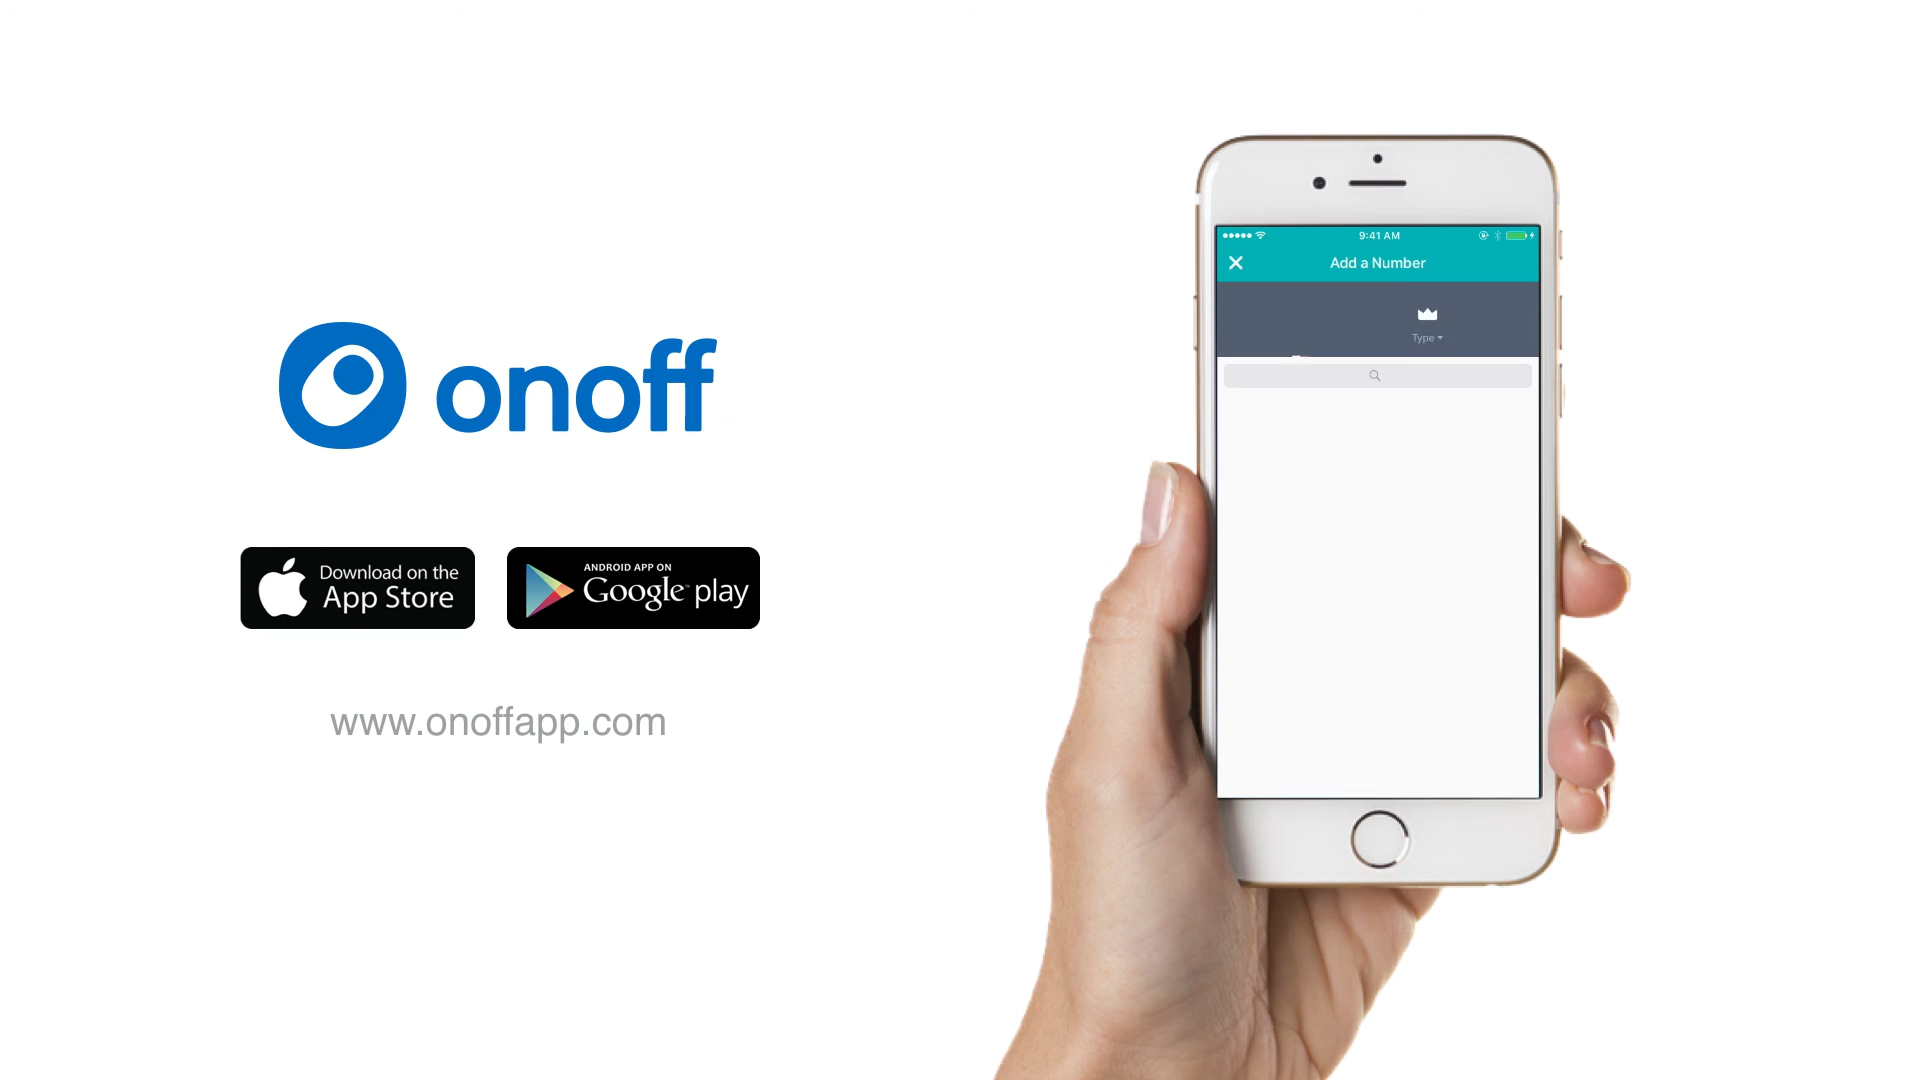 onoff
Download on the
App Store
ANDROID APP ON
Google™ play
www.onoffapp.com
9:41 AM
Add a Number
Type